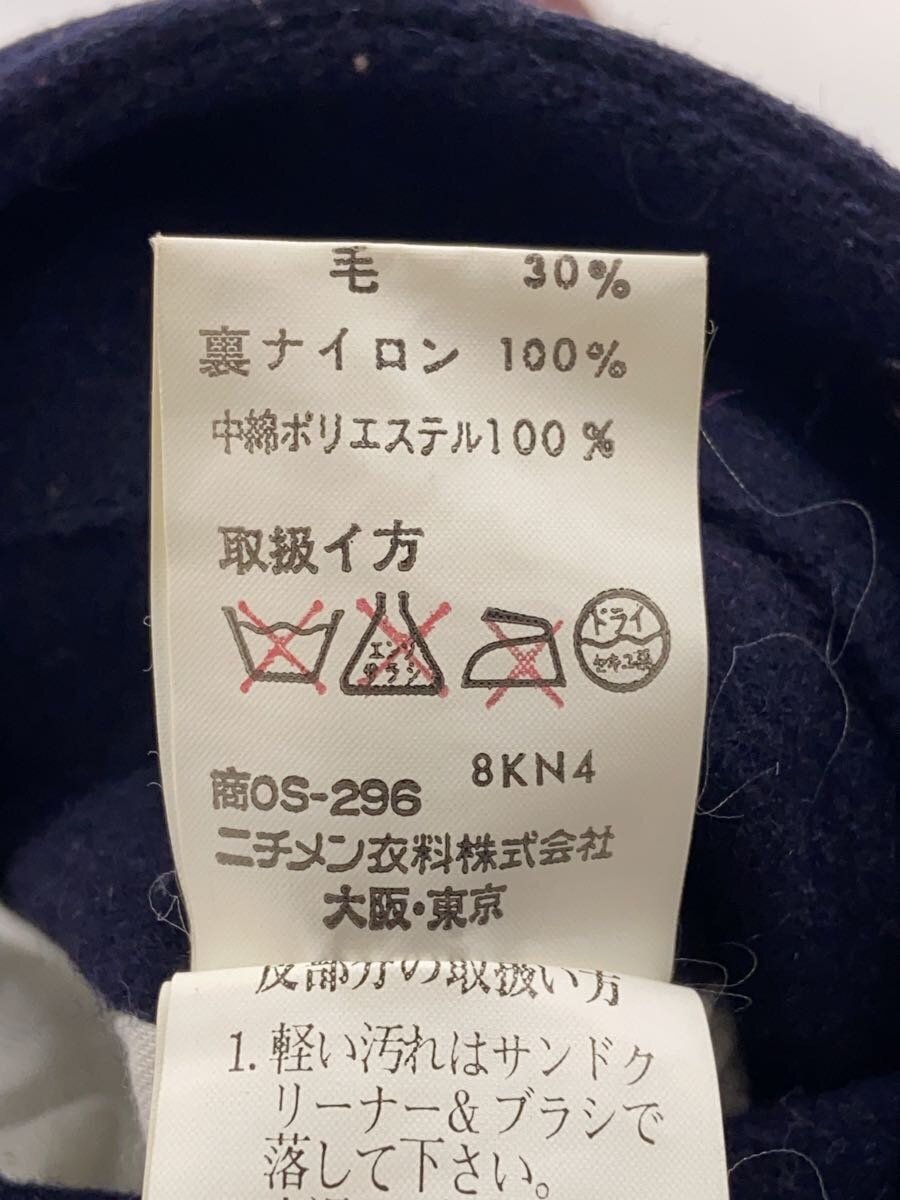 毛 30%
裏ナイロン 100%
中綿ポリエステル100%
取扱イ方
エンソ
サラシ
ドライ
セキユ系
8KN4
商OS-296
ニチメン衣料株式会社
大阪・東京
皮部分の取扱い方
1. 軽い汚れはサンドク
リーナー&ブラシで
落して下さい。